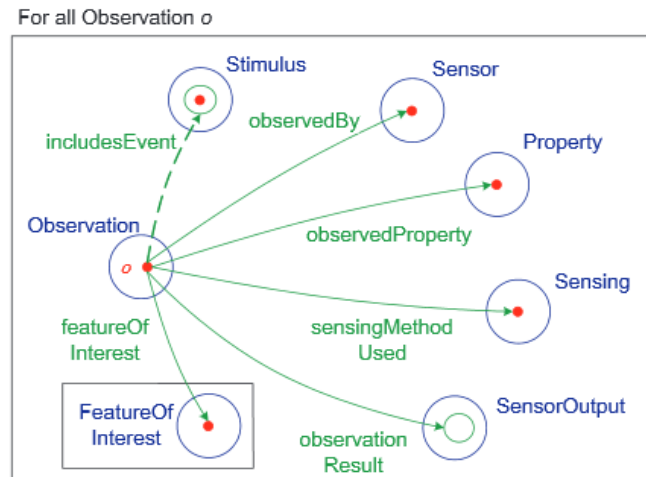 For all Observation o
Stimulus
Sensor
observedBy
includesEvent
Property
Observation
observedProperty
o
Sensing
featureOf
Interest
sensingMethod
Used
FeatureOf
Interest
SensorOutput
observation
Result